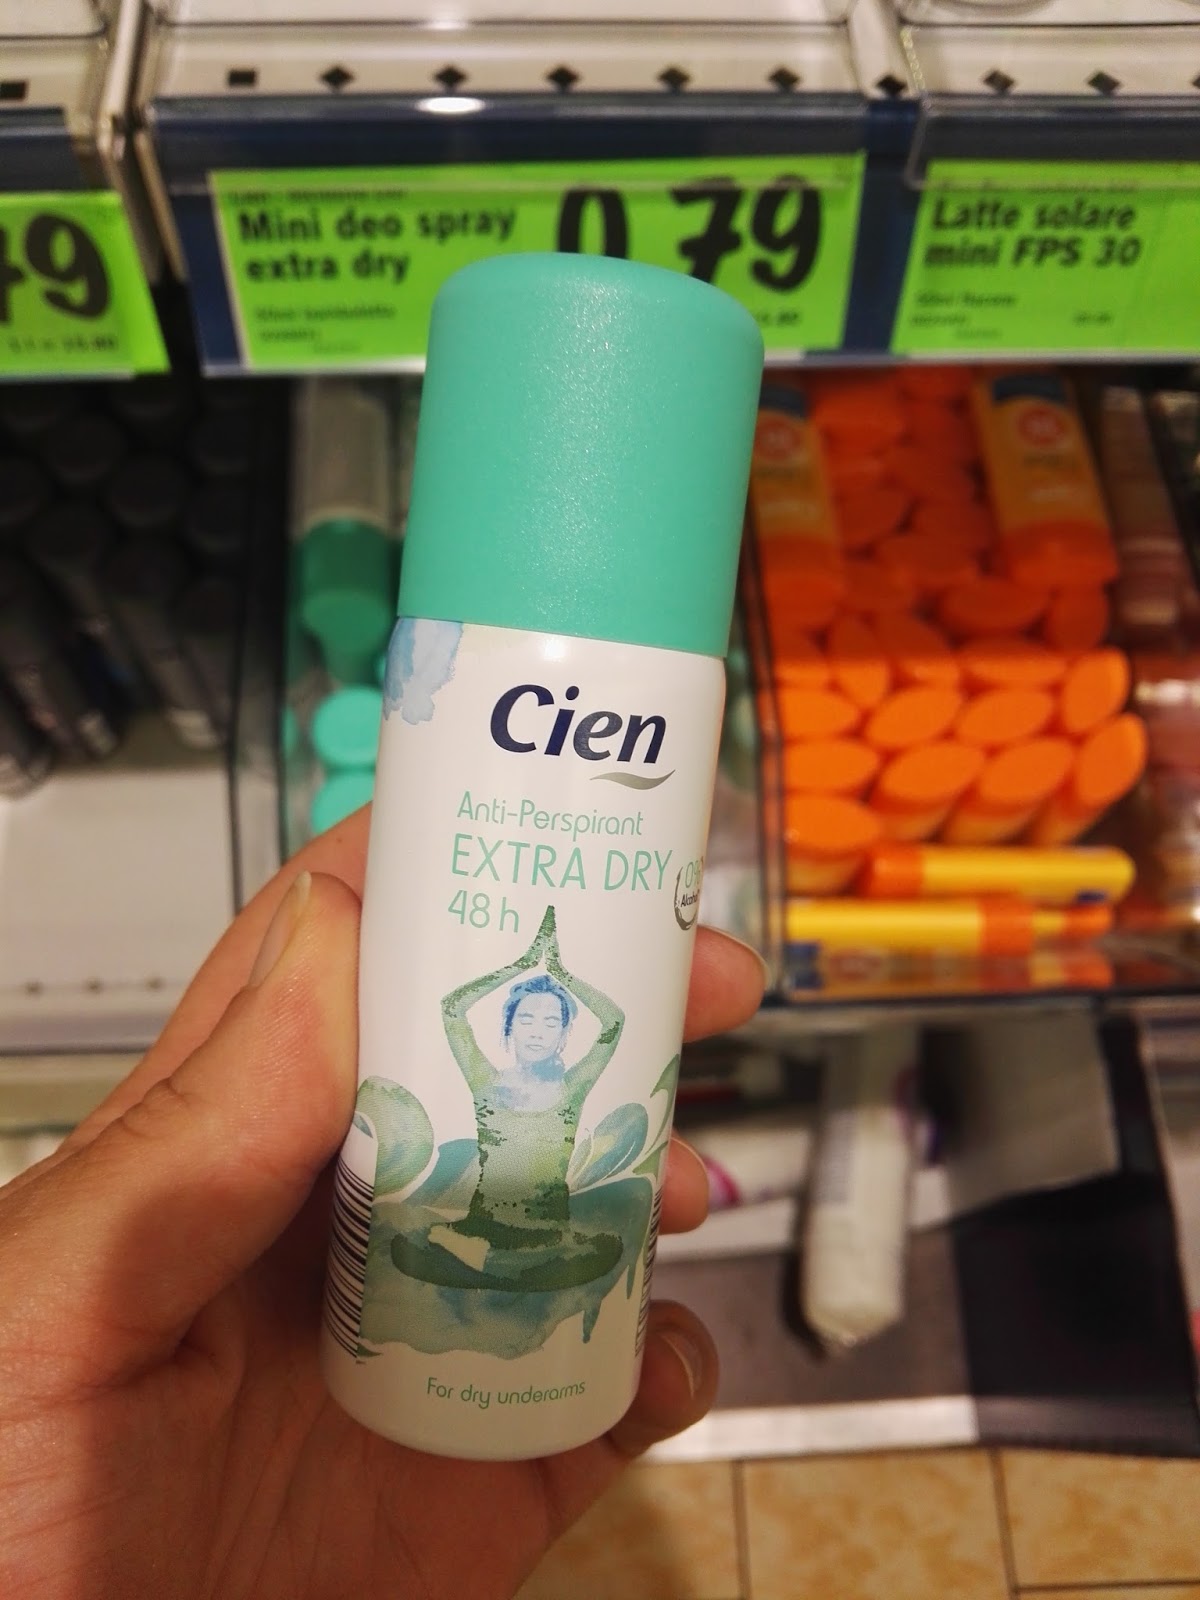 49
Mini deo spray
extra dry
0.79
Latte solare
mini FPS 30
Cien
Anti-Perspirant
EXTRA DRY
48 h
0%
For dry underarms